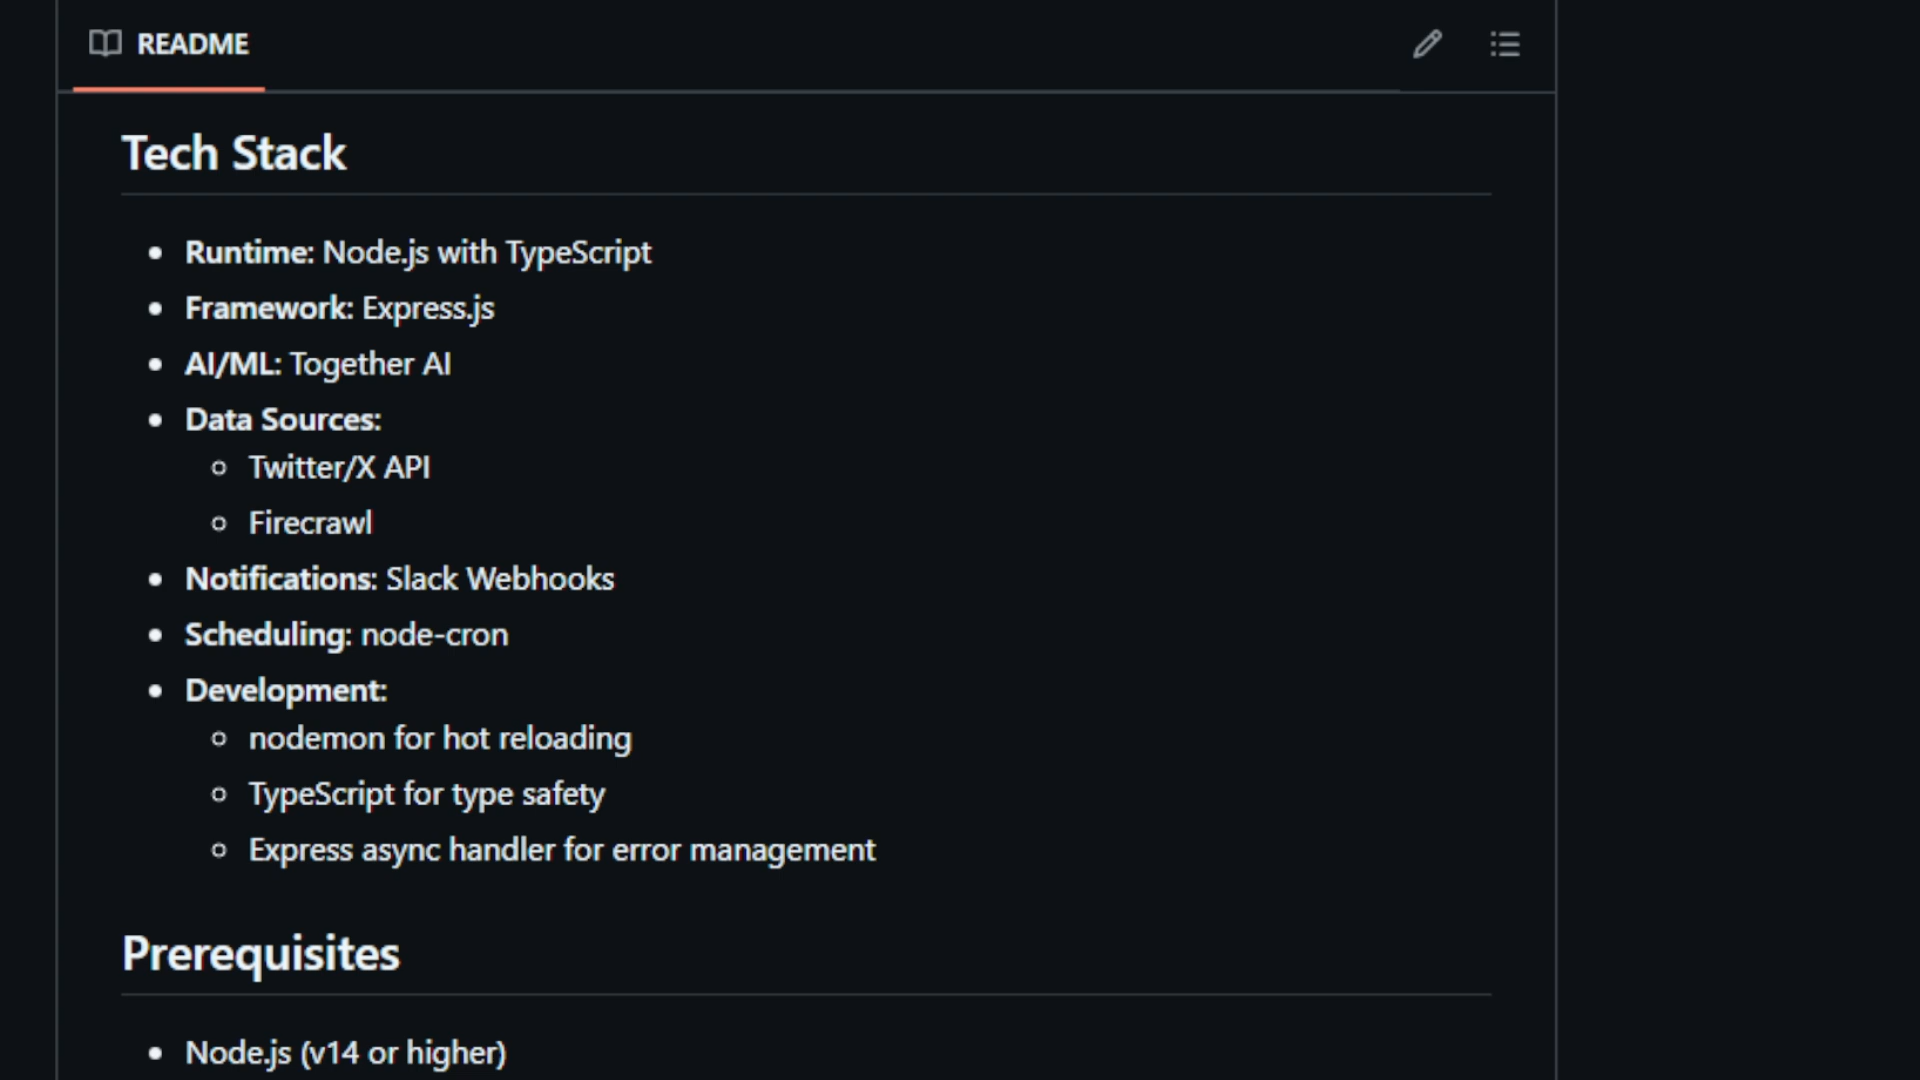 README
Tech Stack
Runtime: Node.js with TypeScript
Framework: Express.js
AI/ML: Together AI
Data Sources:
Twitter/X API
Firecrawl
Notifications: Slack Webhooks
Scheduling: node-cron
Development:
nodemon for hot reloading
TypeScript for type safety
Express async handler for error management
Prerequisites
Node.js (v14 or higher)